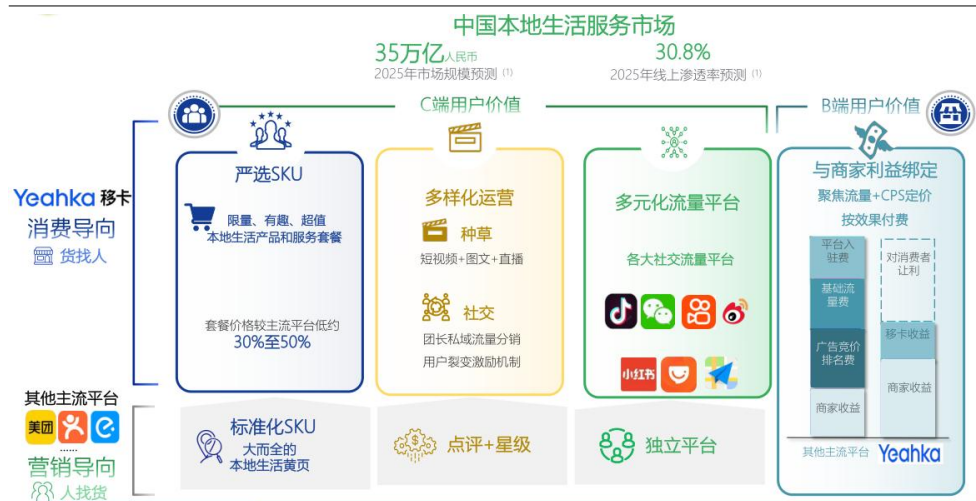 中国本地生活服务市场
35万亿人民币
2025年市场规模预测 (1)
30.8%
2025年线上渗透率预测 (1)
C端用户价值
B端用户价值
Yeahka 移卡
消费导向
货找人
严选SKU
限量、有趣、超值
本地生活产品和服务套餐
套餐价格较主流平台低约
30%至50%
多样化运营
种草
短视频+图文+直播
社交
团长私域流量分销
用户裂变激励机制
多元化流量平台
各大社交流量平台
小红书
与商家利益绑定
聚焦流量+CPS定价
按效果付费
平台入
驻费
基础流
量费
广告竞价
排名费
商家收益
对消费者
让利
移卡收益
商家收益
其他主流平台
Yeahka
其他主流平台
美团
......
营销导向
人找货
标准化SKU
大而全的
本地生活黄页
点评+星级
独立平台